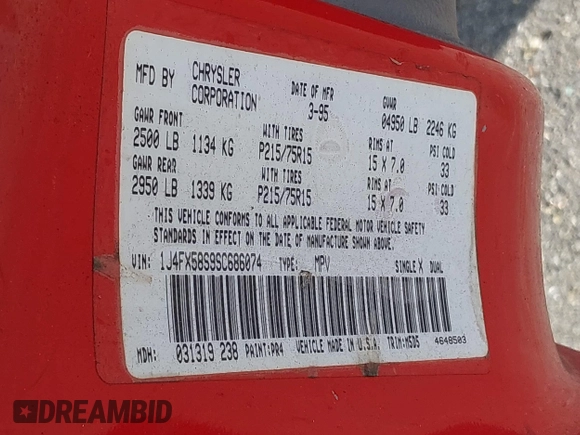 MFD BY CHRYSLER CORPORATION DATE OF MFR 3-95 GVWR 04950 LB 2246 KG
GAWR FRONT WITH TIRES RIMS AT PSI COLD
2500 LB 1134 KG P215/75R15 15 X 7.0 33
GAWR REAR WITH TIRES RIMS AT PSI COLD
2950 LB 1339 KG P215/75R15 15 X 7.0 33
THIS VEHICLE CONFORMS TO ALL APPLICABLE FEDERAL MOTOR VEHICLE SAFETY
STANDARDS IN EFFECT ON THE DATE OF MANUFACTURE SHOWN ABOVE.
VIN: 1J4FX58S9SC686074 TYPE: MPV SINGLE X DUAL
MDH: 031319 238 PAINT: PR4 VEHICLE MADE IN U.S.A. TRIM: M5DS 4648503
DREAMBID